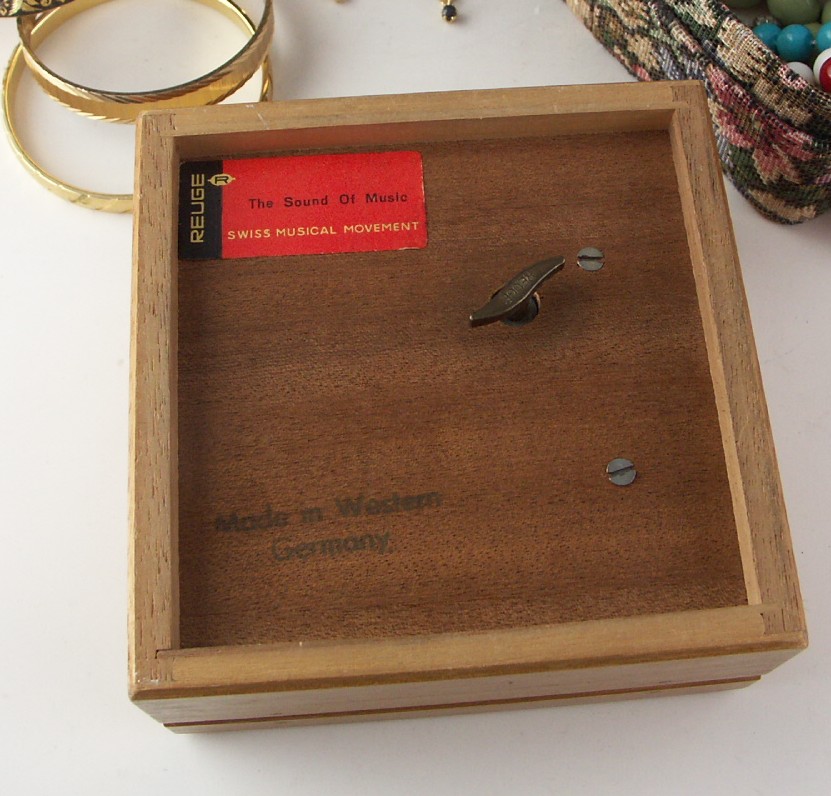 REUGE
R
The Sound Of Music
SWISS MUSICAL MOVEMENT
Made in Western
Germany